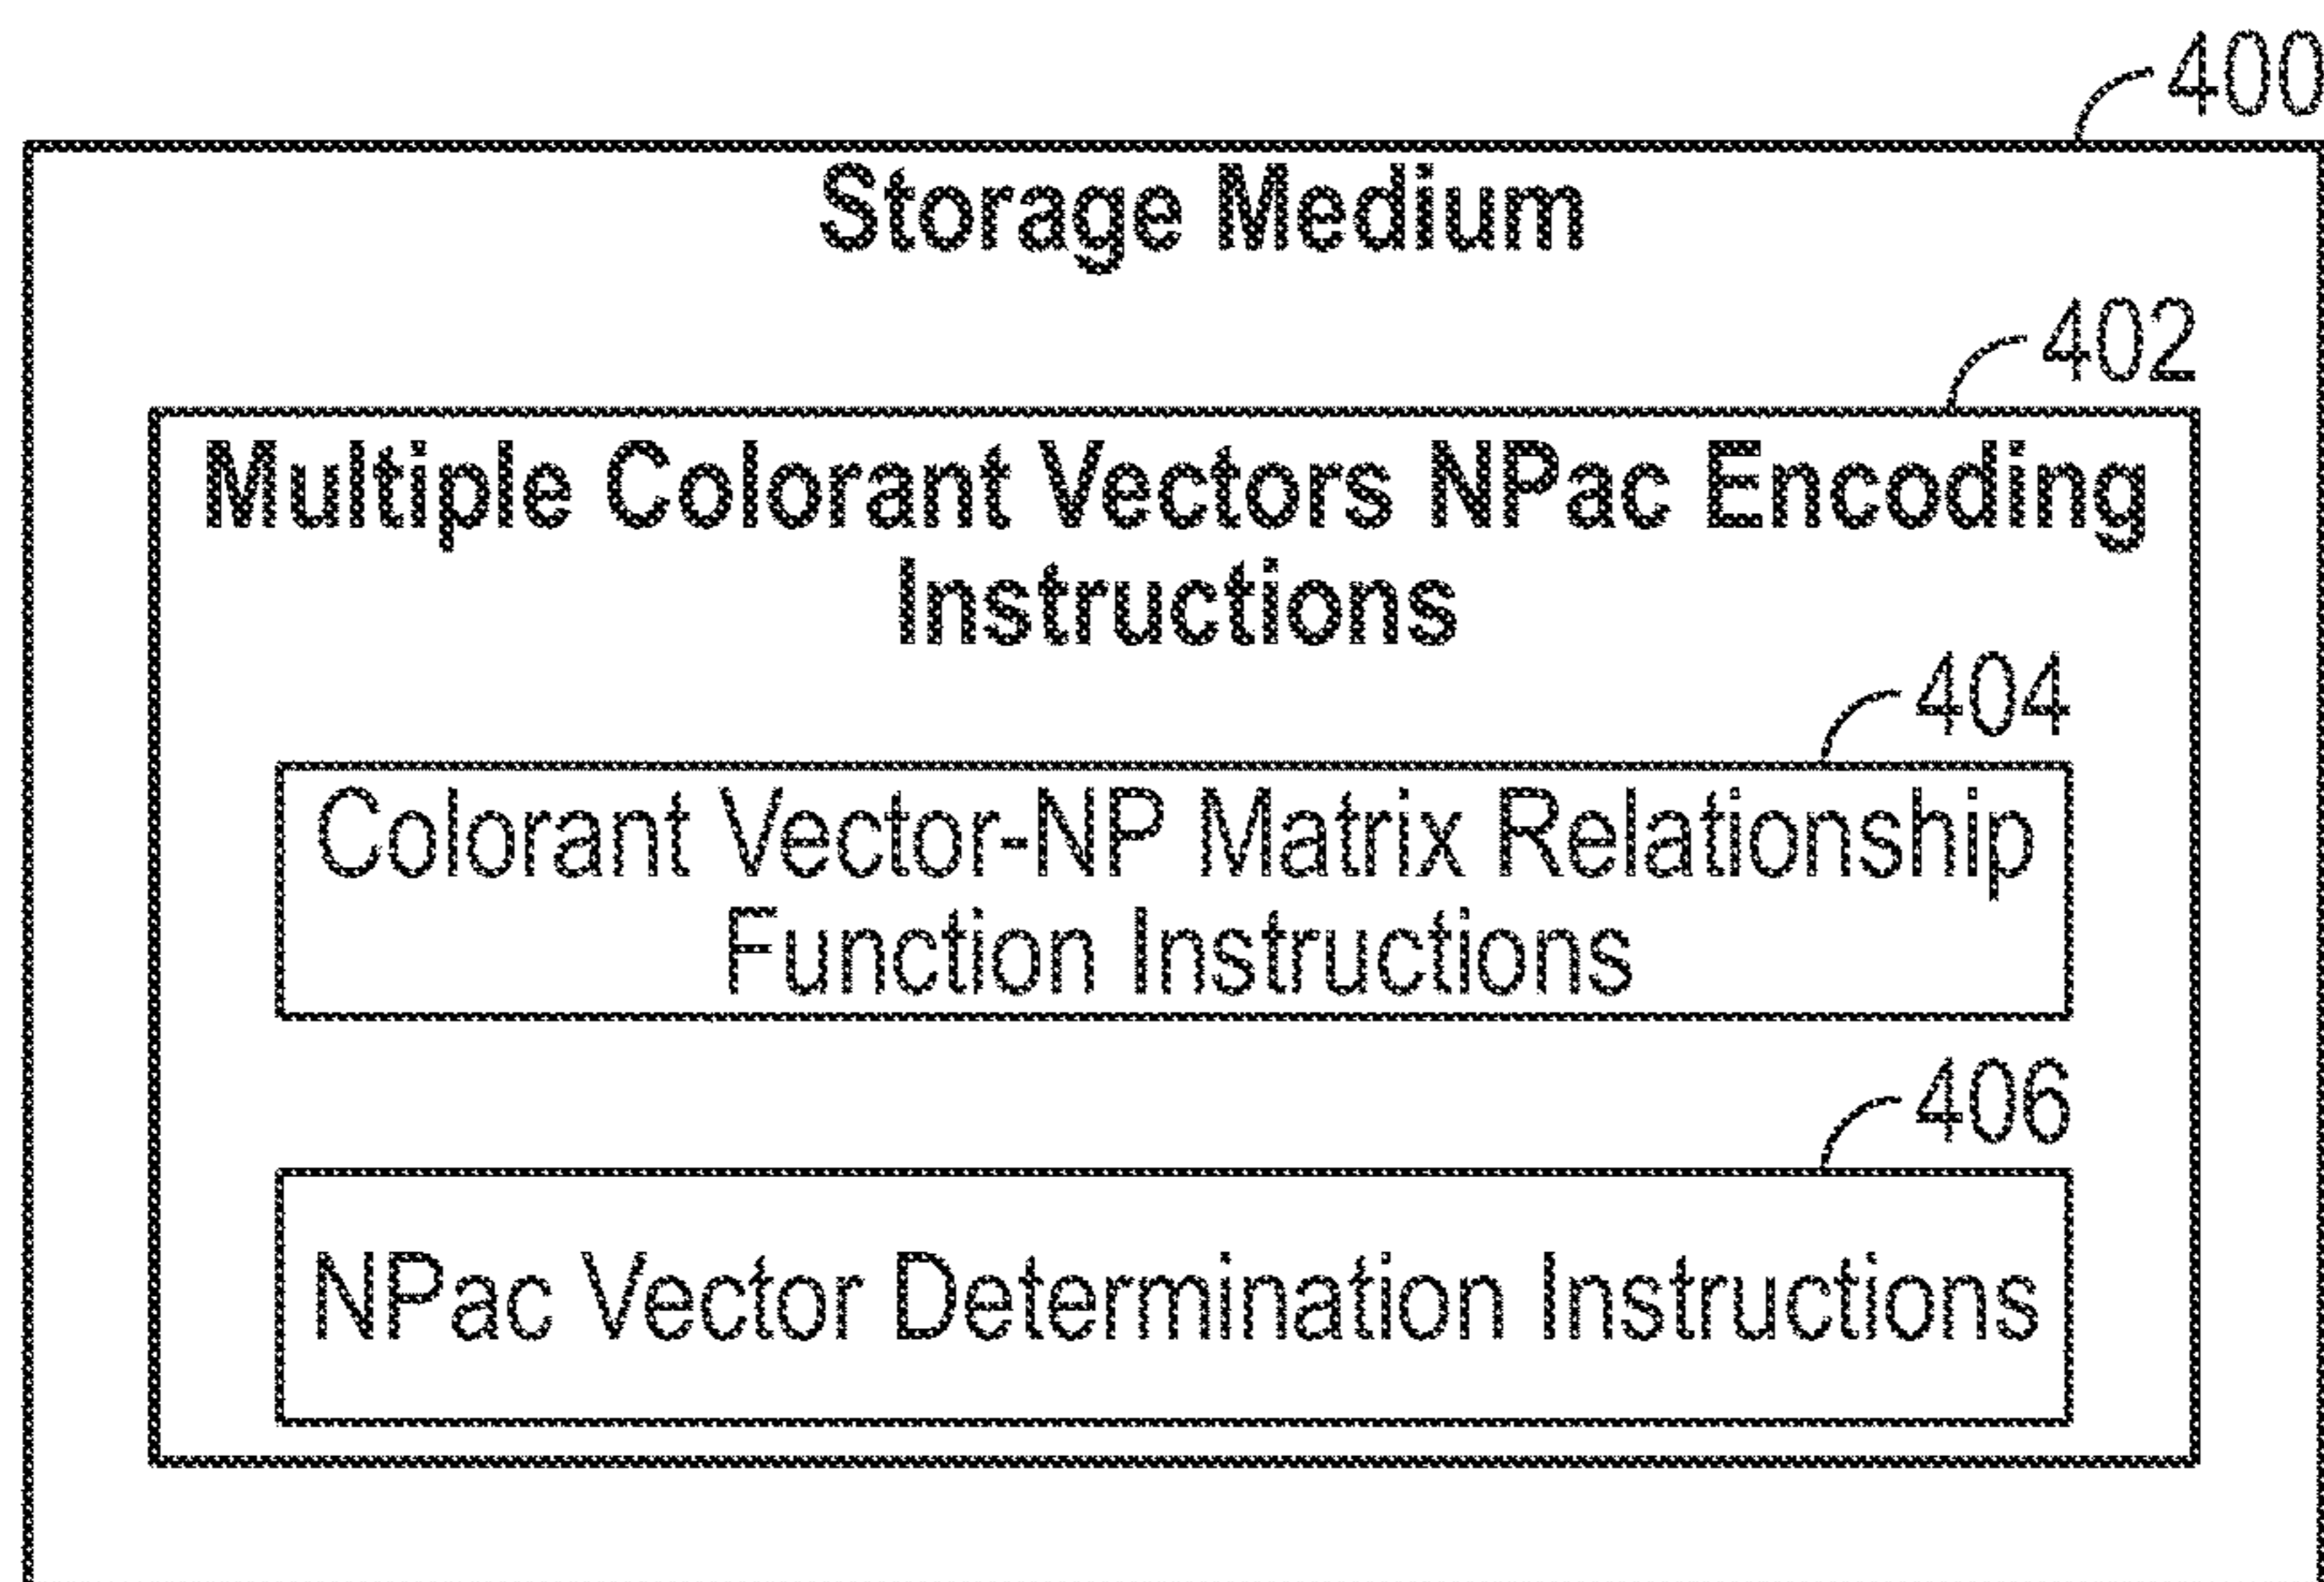 400
Storage Medium
402
Multiple Colorant Vectors NPac Encoding
Instructions
404
Colorant Vector-NP Matrix Relationship
Function Instructions
406
NPac Vector Determination Instructions